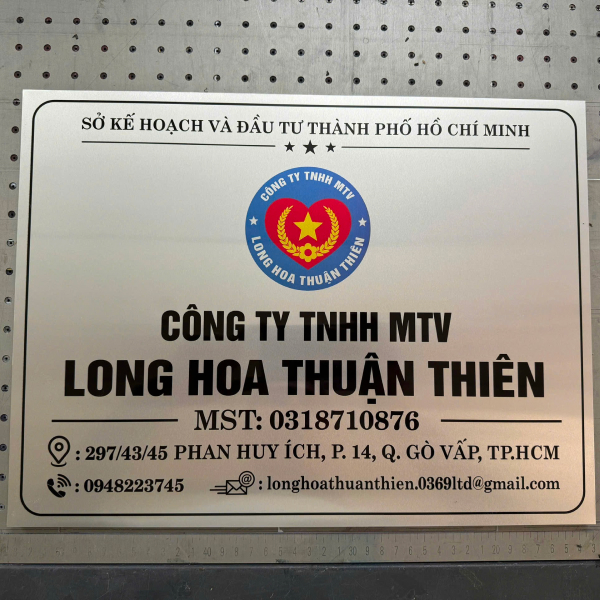 SỞ KẾ HOẠCH VÀ ĐẦU TƯ THÀNH PHỐ HỒ CHÍ MINH
CÔNG TY TNHH MTV
LONG HOA THUẬN THIÊN
CÔNG TY TNHH MTV
LONG HOA THUẬN THIÊN
MST: 0318710876
: 297/43/45 PHAN HUY ÍCH, P. 14, Q. GÒ VẤP, TP.HCM
: 0948223745
: longhoathuanthien.0369ltd@gmail.com